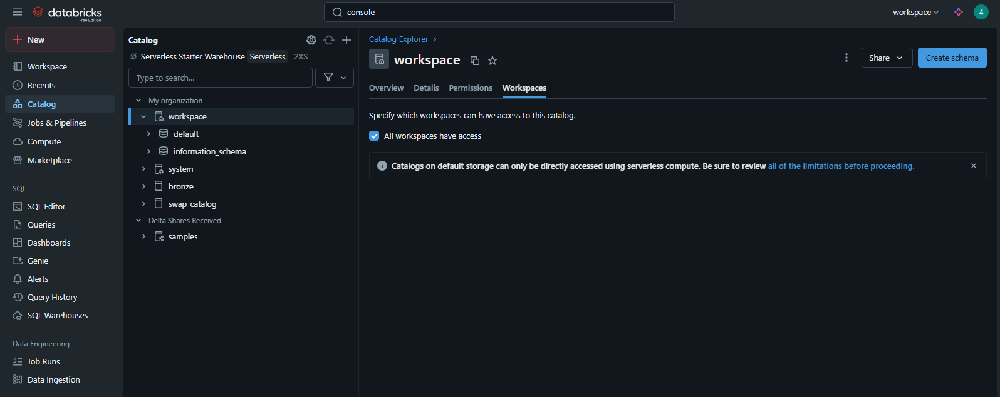 databricks
Free Edition
console
workspace
4
New
Workspace
Recents
Catalog
Jobs & Pipelines
Compute
Marketplace
SQL
SQL Editor
Queries
Dashboards
Genie
Alerts
Query History
SQL Warehouses
Data Engineering
Job Runs
Data Ingestion
Catalog
Serverless Starter Warehouse Serverless 2XS
Type to search...
My organization
workspace
default
information_schema
system
bronze
swap_catalog
Delta Shares Received
samples
Catalog Explorer
workspace
Share
Create schema
Overview Details Permissions Workspaces
Specify which workspaces can have access to this catalog.
All workspaces have access
Catalogs on default storage can only be directly accessed using serverless compute. Be sure to review all of the limitations before proceeding.